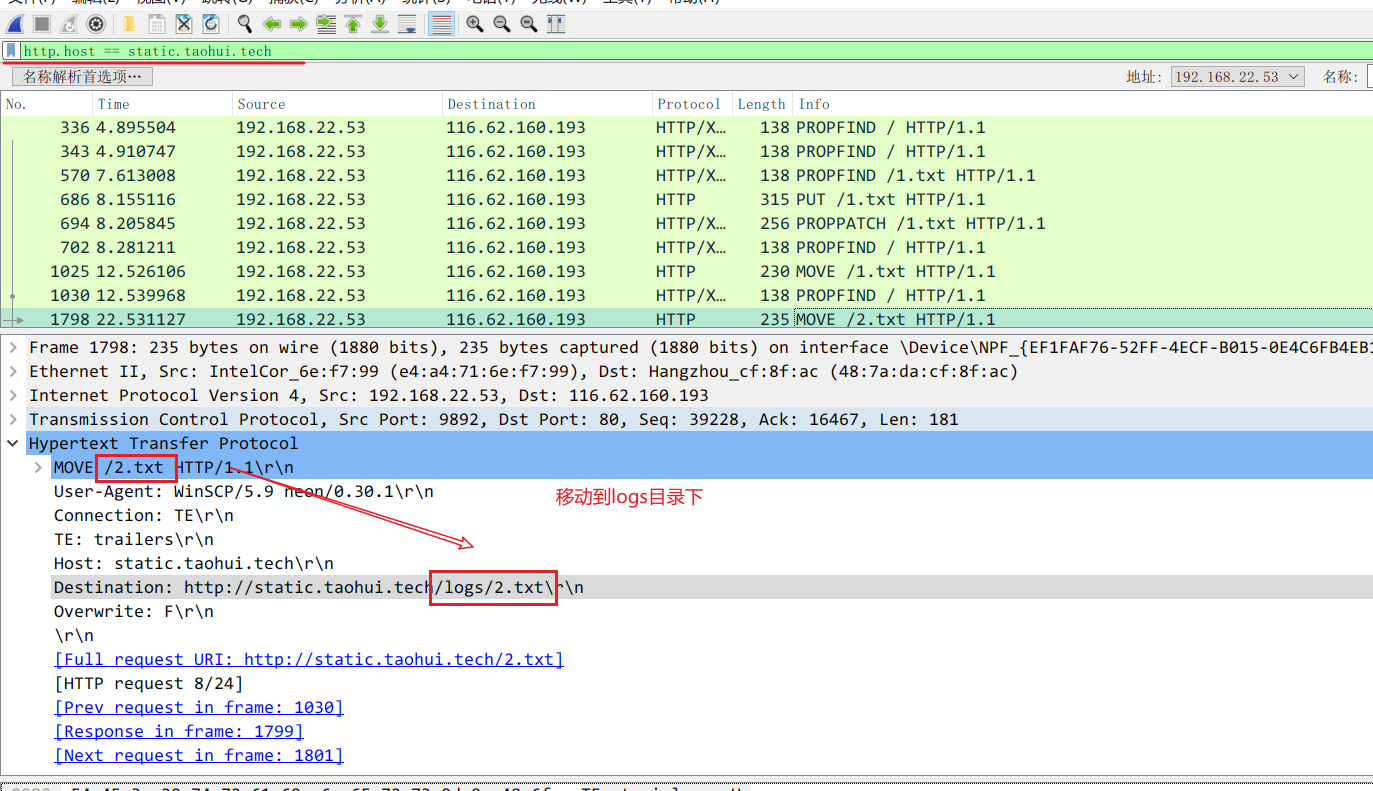 http.host == static.taohui.tech
名称解析首选项… 地址: 192.168.22.53 名称:
No. Time Source Destination Protocol Length Info
336 4.895504 192.168.22.53 116.62.160.193 HTTP/X… 138 PROPFIND / HTTP/1.1
343 4.910747 192.168.22.53 116.62.160.193 HTTP/X… 138 PROPFIND / HTTP/1.1
570 7.613008 192.168.22.53 116.62.160.193 HTTP/X… 138 PROPFIND /1.txt HTTP/1.1
686 8.155116 192.168.22.53 116.62.160.193 HTTP 315 PUT /1.txt HTTP/1.1
694 8.205845 192.168.22.53 116.62.160.193 HTTP/X… 256 PROPPATCH /1.txt HTTP/1.1
702 8.281211 192.168.22.53 116.62.160.193 HTTP/X… 138 PROPFIND / HTTP/1.1
1025 12.526106 192.168.22.53 116.62.160.193 HTTP 230 MOVE /1.txt HTTP/1.1
1030 12.539968 192.168.22.53 116.62.160.193 HTTP/X… 138 PROPFIND / HTTP/1.1
1798 22.531127 192.168.22.53 116.62.160.193 HTTP 235 MOVE /2.txt HTTP/1.1
Frame 1798: 235 bytes on wire (1880 bits), 235 bytes captured (1880 bits) on interface \Device\NPF_{EF1FAF76-52FF-4ECF-B015-0E4C6FB4EB1
Ethernet II, Src: IntelCor_6e:f7:99 (e4:a4:71:6e:f7:99), Dst: Hangzhou_cf:8f:ac (48:7a:da:cf:8f:ac)
Internet Protocol Version 4, Src: 192.168.22.53, Dst: 116.62.160.193
Transmission Control Protocol, Src Port: 9892, Dst Port: 80, Seq: 39228, Ack: 16467, Len: 181
Hypertext Transfer Protocol
MOVE /2.txt HTTP/1.1\r\n
User-Agent: WinSCP/5.9 neon/0.30.1\r\n
移动到logs目录下
Connection: TE\r\n
TE: trailers\r\n
Host: static.taohui.tech\r\n
Destination: http://static.taohui.tech/logs/2.txt\r\n
Overwrite: F\r\n
\r\n
[Full request URI: http://static.taohui.tech/2.txt]
[HTTP request 8/24]
[Prev request in frame: 1030]
[Response in frame: 1799]
[Next request in frame: 1801]